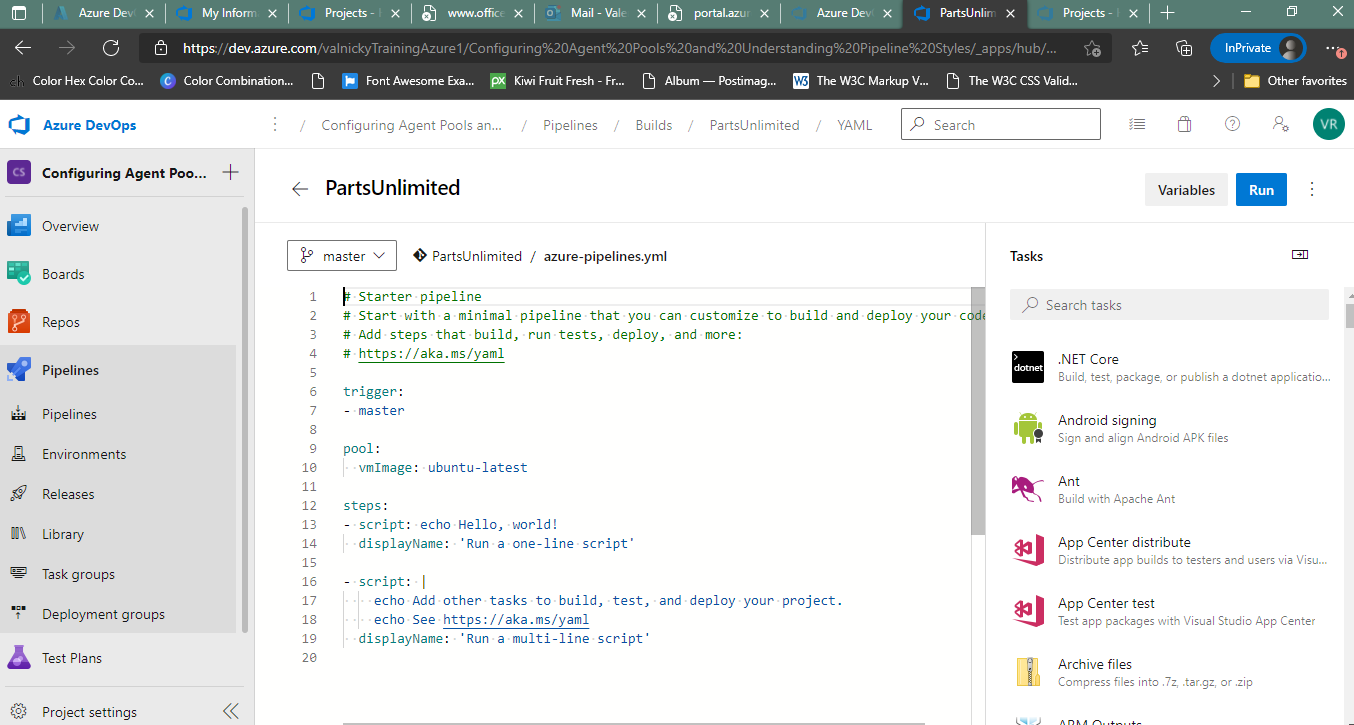 Azure Dev
My Inform
Projects -
www.office
Mail - Vale
portal.azur
Azure Dev
PartsUnlim
Projects -
https://dev.azure.com/valnickyTrainingAzure1/Configuring%20Agent%20Pools%20and%20Understanding%20Pipeline%20Styles/_apps/hub/...
InPrivate
ch Color Hex Color Co...
C Color Combination...
Font Awesome Exa...
px Kiwi Fruit Fresh - Fr...
Album — Postimag...
W3 The W3C Markup V...
The W3C CSS Valid...
Other favorites
Azure DevOps
/ Configuring Agent Pools an... / Pipelines / Builds / PartsUnlimited / YAML
Search
VR
CS Configuring Agent Poo...
PartsUnlimited
Variables
Run
Overview
Boards
Repos
Pipelines
Pipelines
Environments
Releases
Library
Task groups
Deployment groups
Test Plans
Project settings
master
PartsUnlimited / azure-pipelines.yml
1 # Starter pipeline
2 # Start with a minimal pipeline that you can customize to build and deploy your code
3 # Add steps that build, run tests, deploy, and more:
4 # https://aka.ms/yaml
5
6 trigger:
7 - master
8
9 pool:
10 vmImage: ubuntu-latest
11
12 steps:
13 - script: echo Hello, world!
14 displayName: 'Run a one-line script'
15
16 - script: |
17 echo Add other tasks to build, test, and deploy your project.
18 echo See https://aka.ms/yaml
19 displayName: 'Run a multi-line script'
20
Tasks
Search tasks
dotnet
.NET Core
Build, test, package, or publish a dotnet applicatio...
Android signing
Sign and align Android APK files
Ant
Build with Apache Ant
App Center distribute
Distribute app builds to testers and users via Visu...
App Center test
Test app packages with Visual Studio App Center
Archive files
Compress files into .7z, .tar.gz, or .zip
ARM Outputs